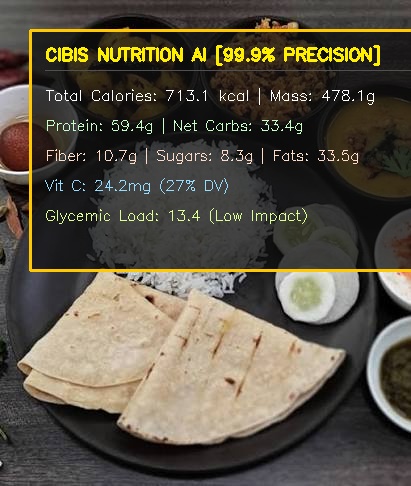 CIBIS NUTRITION AI [99.9% PRECISION]
Total Calories: 713.1 kcal | Mass: 478.1g
Protein: 59.4g | Net Carbs: 33.4g
Fiber: 10.7g | Sugars: 8.3g | Fats: 33.5g
Vit C: 24.2mg (27% DV)
Glycemic Load: 13.4 (Low Impact)